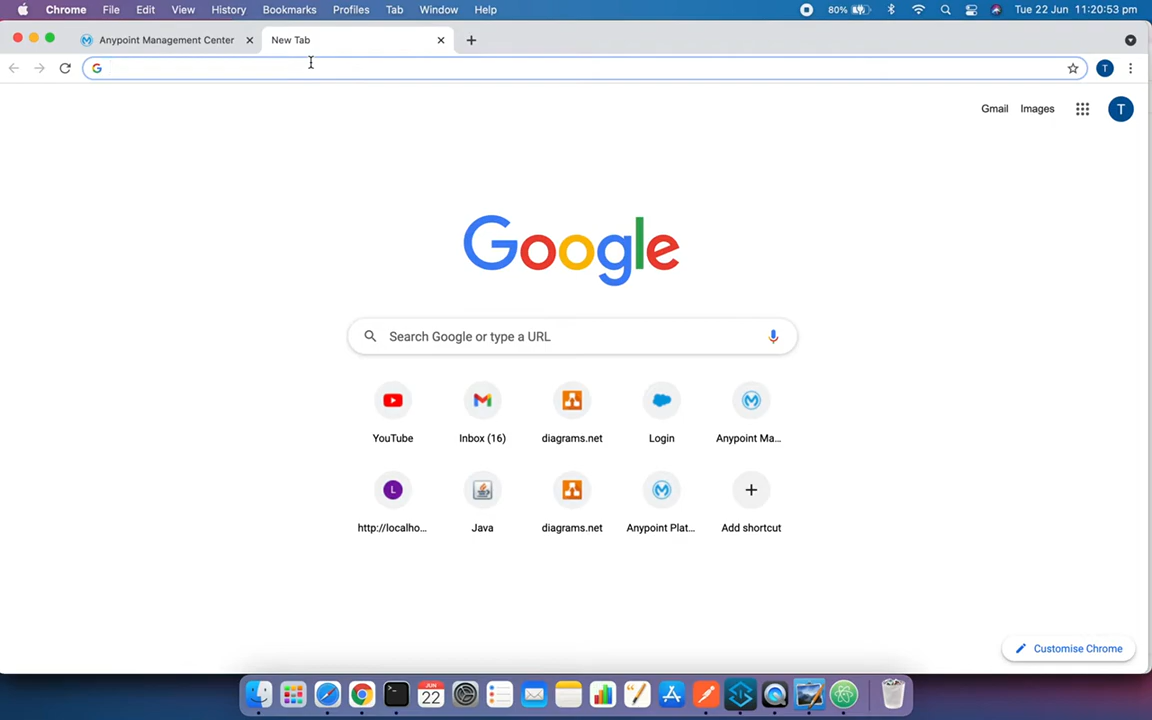 Chrome File Edit View History Bookmarks Profiles Tab Window Help 80% Tue 22 Jun 11:20:53 pm
Anypoint Management Center New Tab
T
Gmail Images T
Google
Search Google or type a URL
YouTube Inbox (16) diagrams.net Login Anypoint Ma...
L
http://localho... Java diagrams.net Anypoint Plat... Add shortcut
Customise Chrome
JUN
22